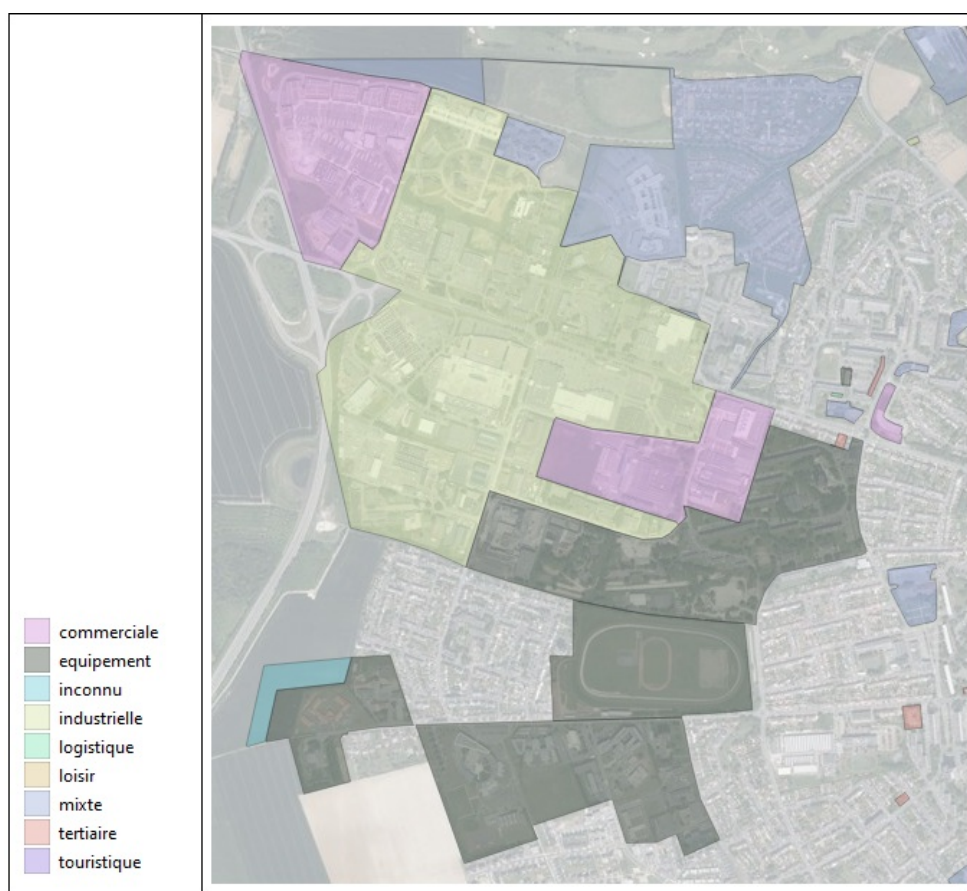 commerciale
equipement
inconnu
industrielle
logistique
loisir
mixte
tertiaire
touristique